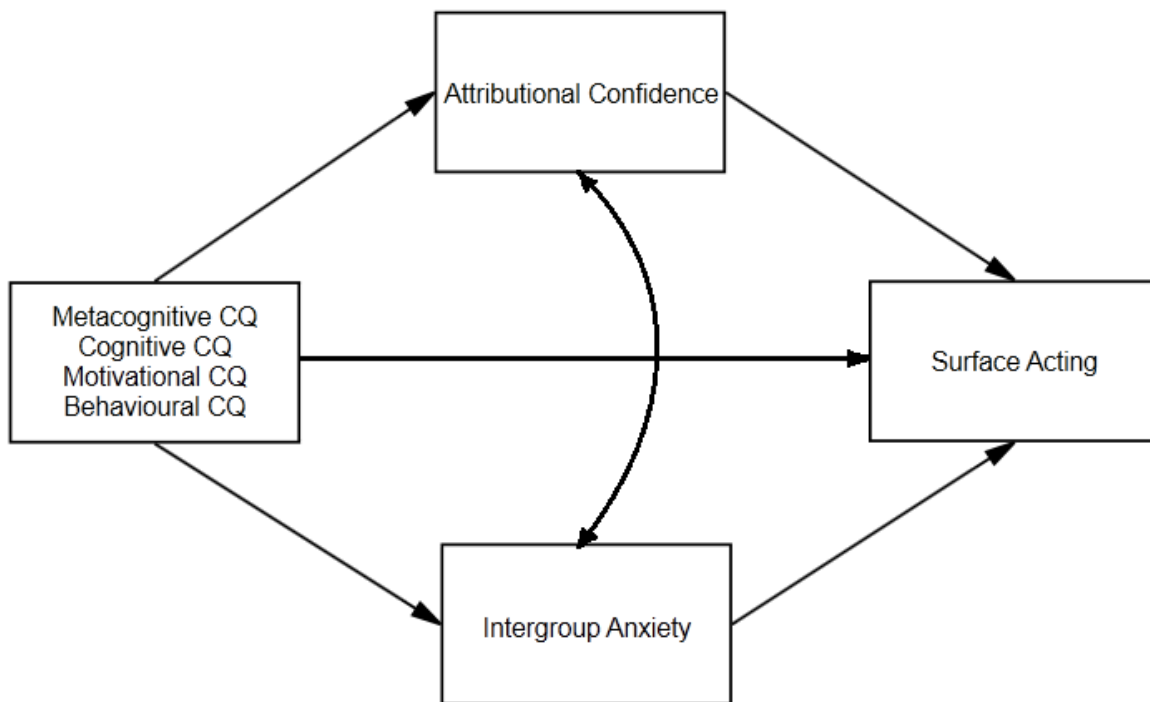 Attributional Confidence
Metacognitive CQ
Cognitive CQ
Motivational CQ
Behavioural CQ
Surface Acting
Intergroup Anxiety